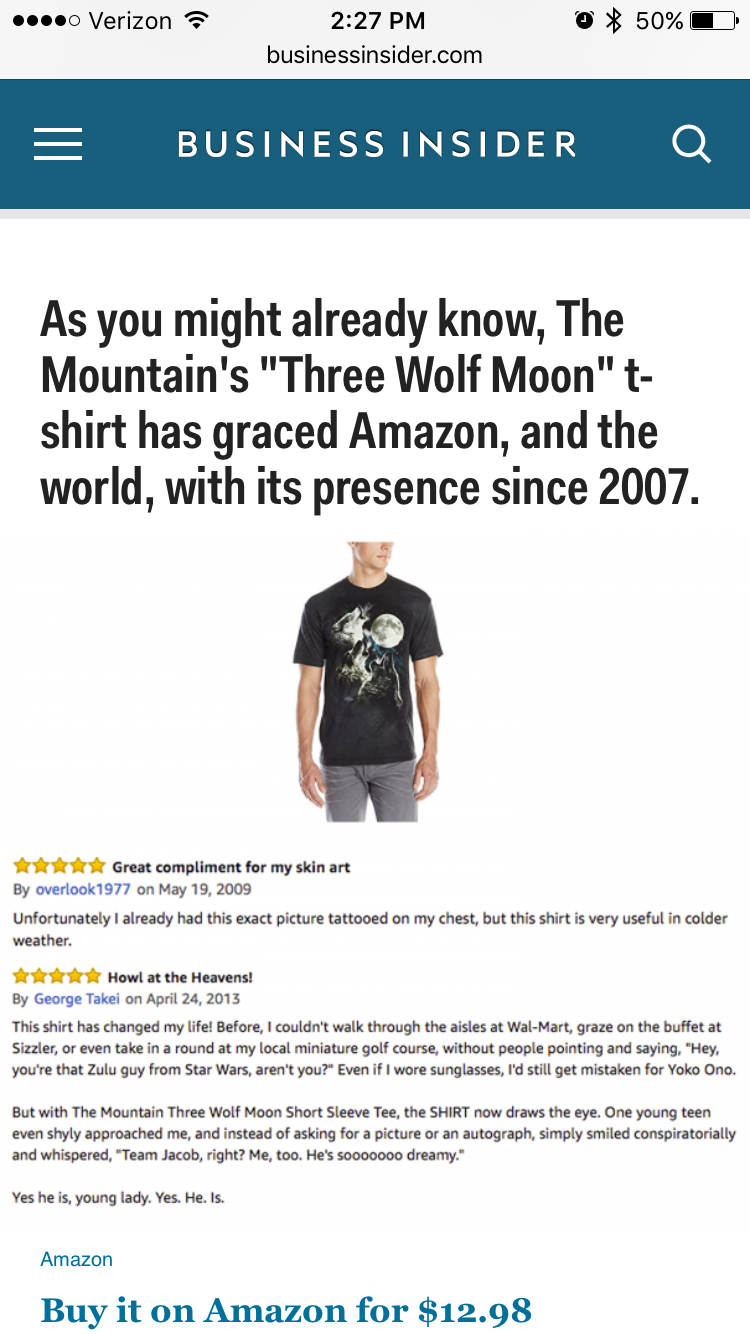 Verizon 2:27 PM 50%
businessinsider.com
BUSINESS INSIDER
As you might already know, The
Mountain's "Three Wolf Moon" t-
shirt has graced Amazon, and the
world, with its presence since 2007.
Great compliment for my skin art
By overlook1977 on May 19, 2009
Unfortunately I already had this exact picture tattooed on my chest, but this shirt is very useful in colder
weather.
Howl at the Heavens!
By George Takei on April 24, 2013
This shirt has changed my life! Before, I couldn't walk through the aisles at Wal-Mart, graze on the buffet at
Sizzler, or even take in a round at my local miniature golf course, without people pointing and saying, "Hey,
you're that Zulu guy from Star Wars, aren't you?" Even if I wore sunglasses, I'd still get mistaken for Yoko Ono.
But with The Mountain Three Wolf Moon Short Sleeve Tee, the SHIRT now draws the eye. One young teen
even shyly approached me, and instead of asking for a picture or an autograph, simply smiled conspiratorially
and whispered, "Team Jacob, right? Me, too. He's sooooooo dreamy."
Yes he is, young lady. Yes. He. Is.
Amazon
Buy it on Amazon for $12.98